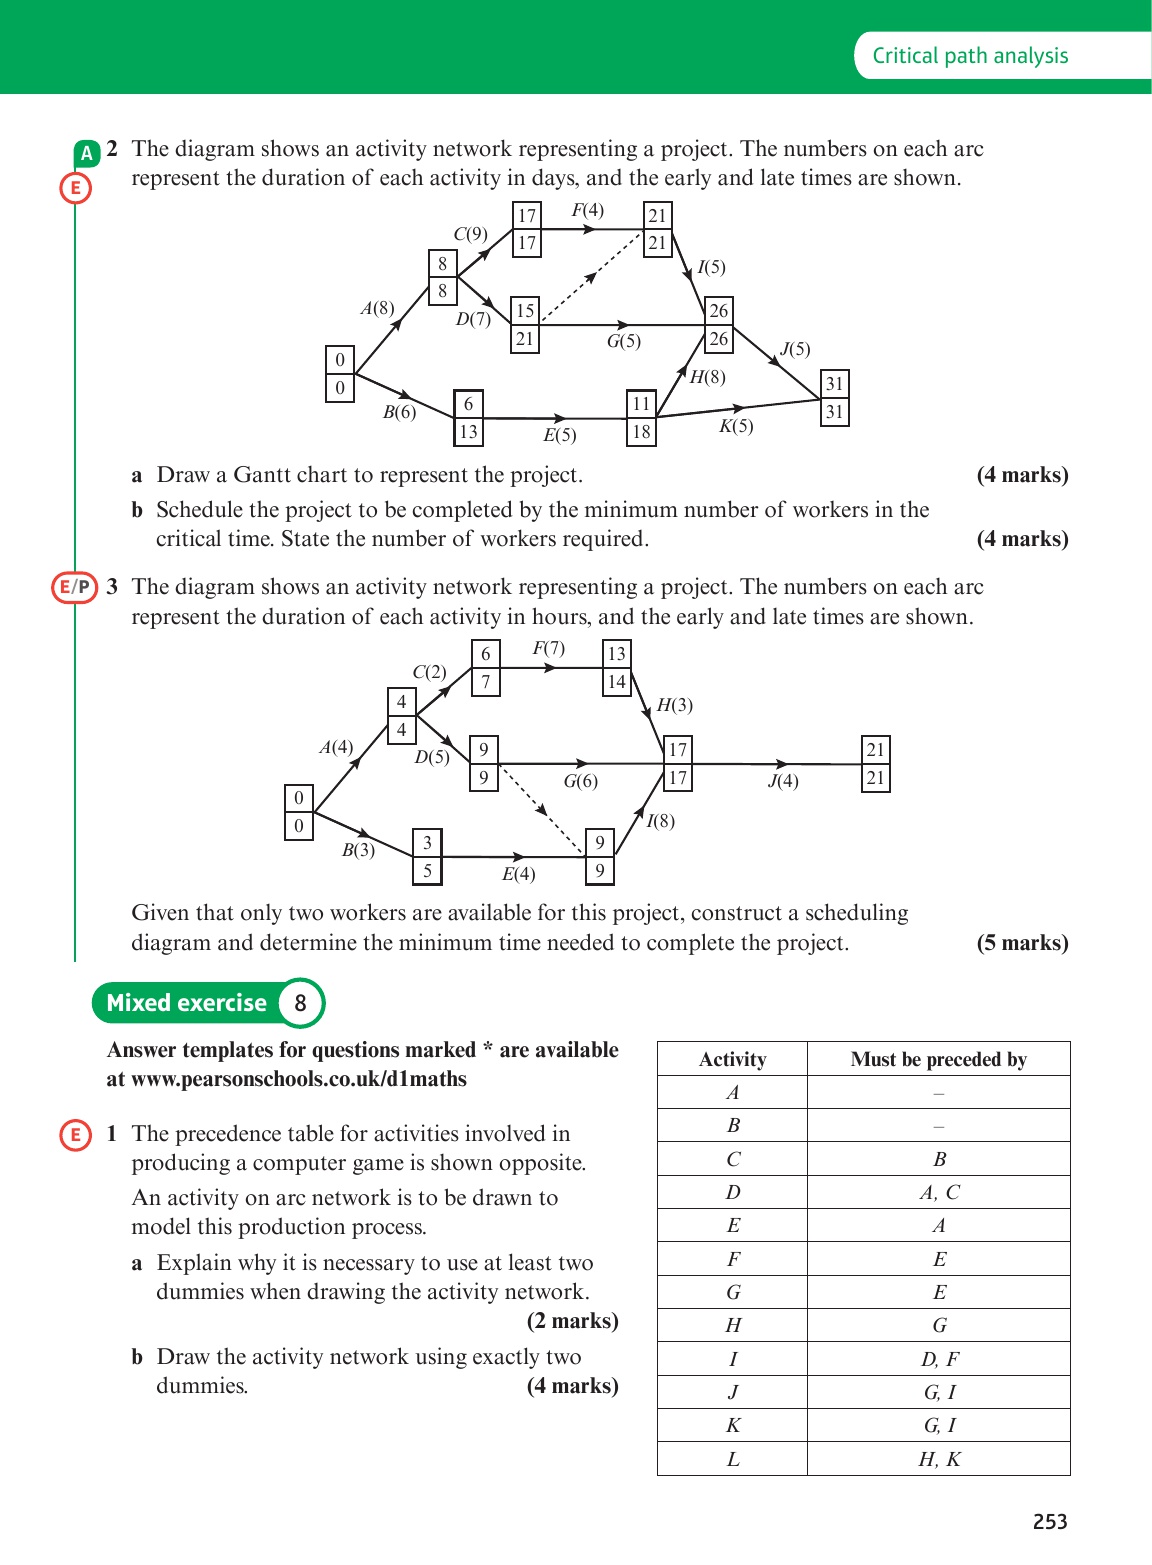 Critical path analysis
A
E
2 The diagram shows an activity network representing a project. The numbers on each arc
represent the duration of each activity in days, and the early and late times are shown.
17
17
F(4)
21
21
C(9)
8
8
I(5)
A(8)
D(7)
15
21
G(5)
26
26
0
0
J(5)
H(8)
31
31
B(6)
6
13
E(5)
11
18
K(5)
a Draw a Gantt chart to represent the project. (4 marks)
b Schedule the project to be completed by the minimum number of workers in the
critical time. State the number of workers required. (4 marks)
E/P
3 The diagram shows an activity network representing a project. The numbers on each arc
represent the duration of each activity in hours, and the early and late times are shown.
6
7
F(7)
13
14
C(2)
4
4
H(3)
A(4)
D(5)
9
9
G(6)
17
17
J(4)
21
21
0
0
I(8)
B(3)
3
5
E(4)
9
9
Given that only two workers are available for this project, construct a scheduling
diagram and determine the minimum time needed to complete the project. (5 marks)
Mixed exercise 8
Answer templates for questions marked * are available
at www.pearsonschools.co.uk/d1maths
E
1 The precedence table for activities involved in
producing a computer game is shown opposite.
An activity on arc network is to be drawn to
model this production process.
a Explain why it is necessary to use at least two
dummies when drawing the activity network.
(2 marks)
b Draw the activity network using exactly two
dummies. (4 marks)
Activity Must be preceded by
A –
B –
C B
D A, C
E A
F E
G E
H G
I D, F
J G, I
K G, I
L H, K
253